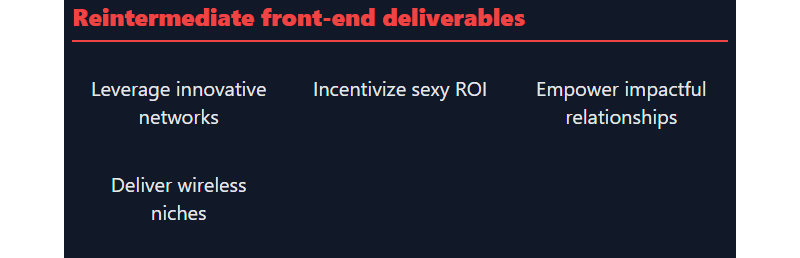 Reintermediate front-end deliverables
Leverage innovative
networks
Incentivize sexy ROI
Empower impactful
relationships
Deliver wireless
niches